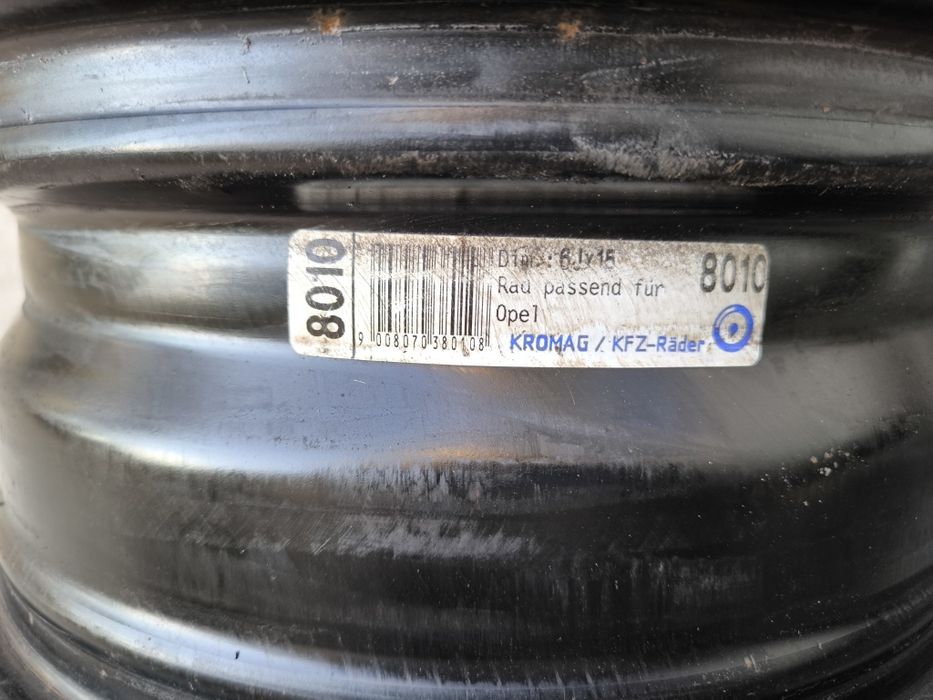 8010
Dim.: 6Jx15
Rad passend für
Opel
8010
9 008070 380108
KROMAG / KFZ-Räder